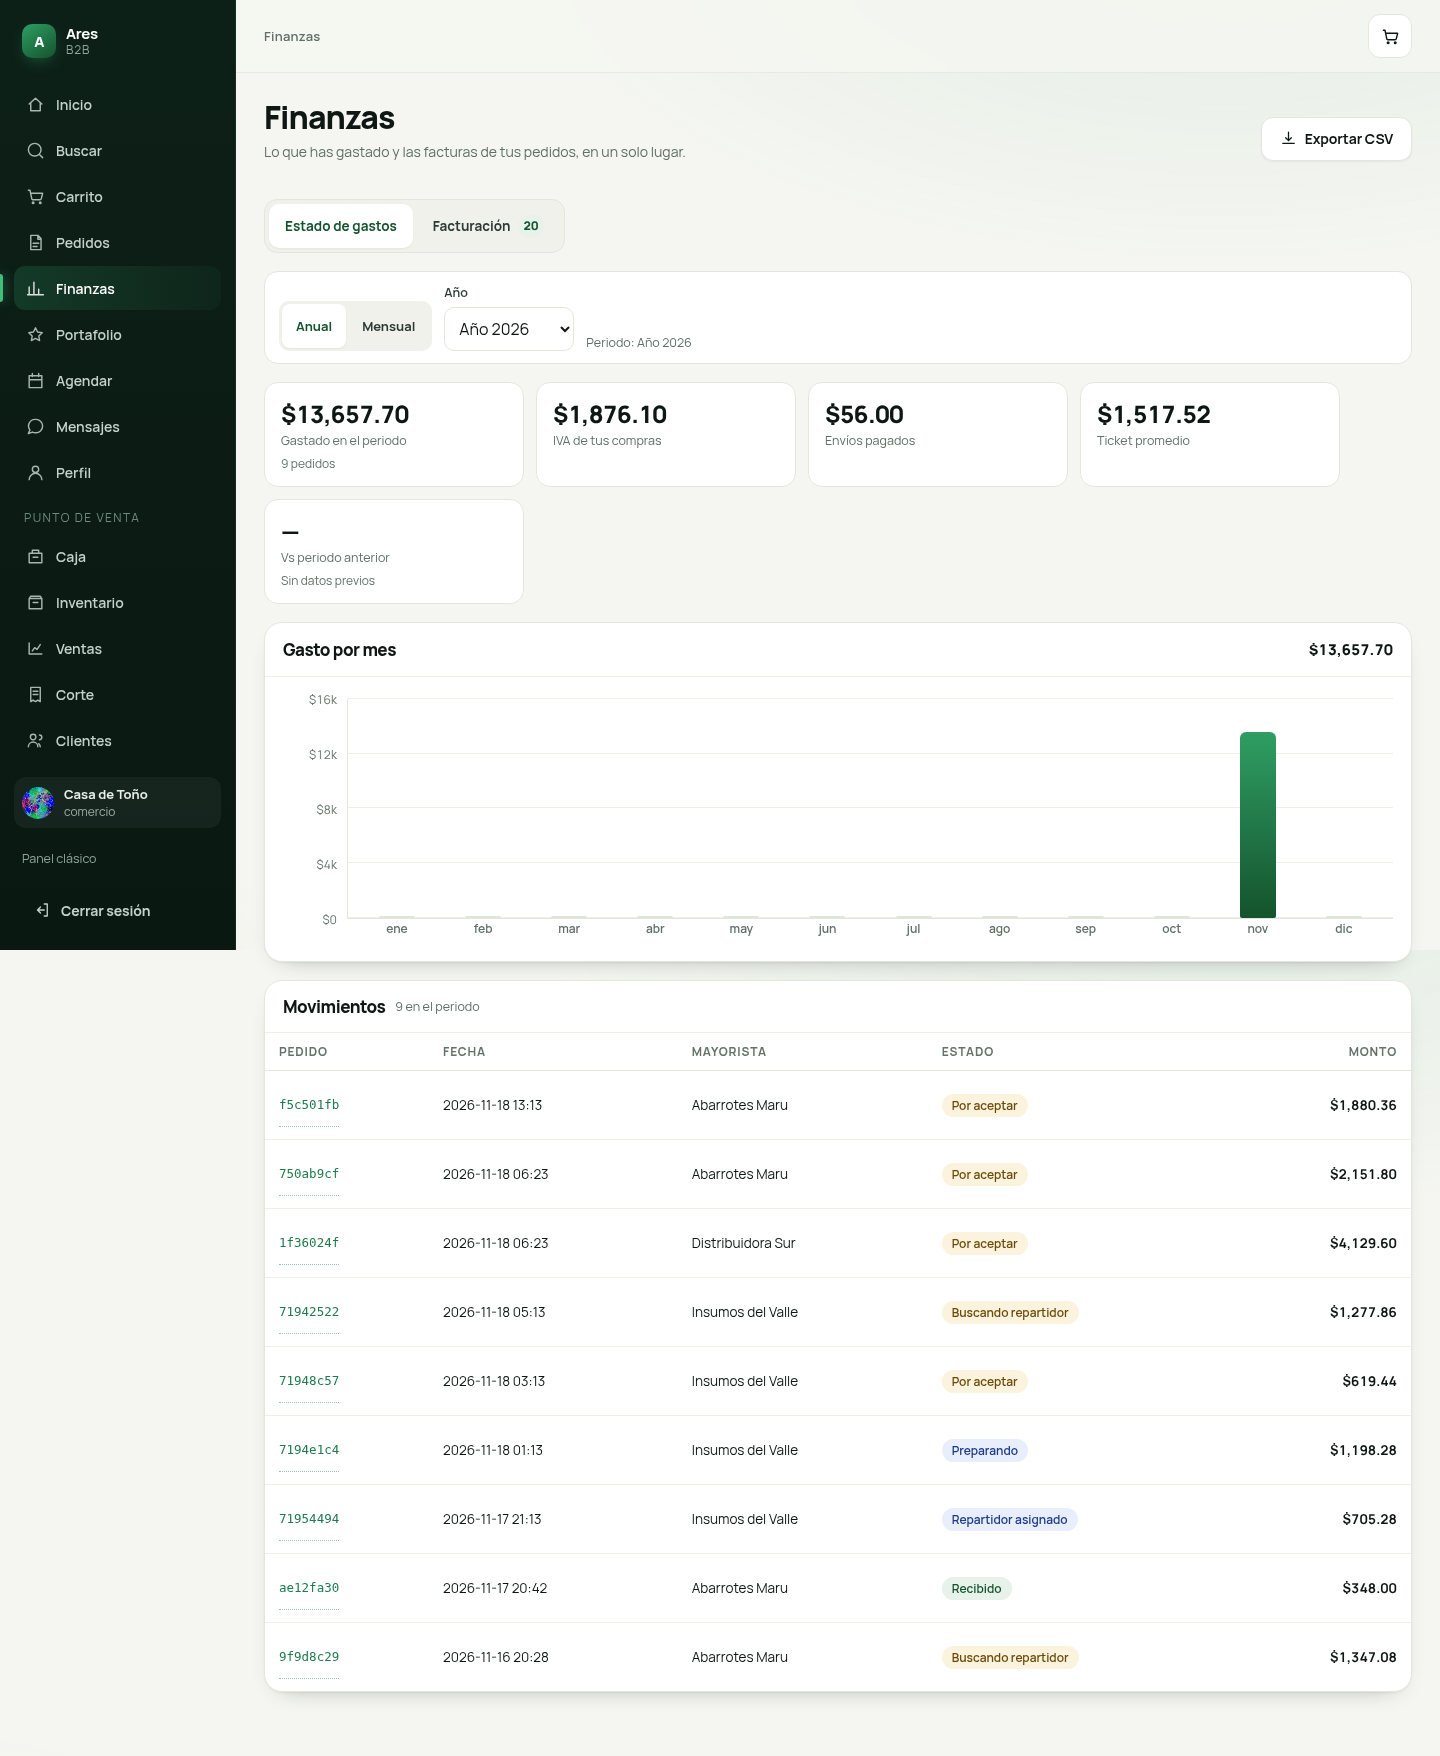 A
Ares
B2B
Inicio
Buscar
Carrito
Pedidos
Finanzas
Portafolio
Agendar
Mensajes
Perfil
PUNTO DE VENTA
Caja
Inventario
Ventas
Corte
Clientes
Casa de Toño
comercio
Panel clásico
Cerrar sesión
Finanzas
Finanzas
Lo que has gastado y las facturas de tus pedidos, en un solo lugar.
Exportar CSV
Estado de gastos
Facturación 20
Anual
Mensual
Año
Año 2026
Periodo: Año 2026
$13,657.70
Gastado en el periodo
9 pedidos
$1,876.10
IVA de tus compras
$56.00
Envíos pagados
$1,517.52
Ticket promedio
—
Vs periodo anterior
Sin datos previos
Gasto por mes $13,657.70
$16k
$12k
$8k
$4k
$0
ene feb mar abr may jun jul ago sep oct nov dic
Movimientos 9 en el periodo
PEDIDO FECHA MAYORISTA ESTADO MONTO
f5c501fb 2026-11-18 13:13 Abarrotes Maru Por aceptar $1,880.36
750ab9cf 2026-11-18 06:23 Abarrotes Maru Por aceptar $2,151.80
1f36024f 2026-11-18 06:23 Distribuidora Sur Por aceptar $4,129.60
71942522 2026-11-18 05:13 Insumos del Valle Buscando repartidor $1,277.86
71948c57 2026-11-18 03:13 Insumos del Valle Por aceptar $619.44
7194e1c4 2026-11-18 01:13 Insumos del Valle Preparando $1,198.28
71954494 2026-11-17 21:13 Insumos del Valle Repartidor asignado $705.28
ae12fa30 2026-11-17 20:42 Abarrotes Maru Recibido $348.00
9f9d8c29 2026-11-16 20:28 Abarrotes Maru Buscando repartidor $1,347.08